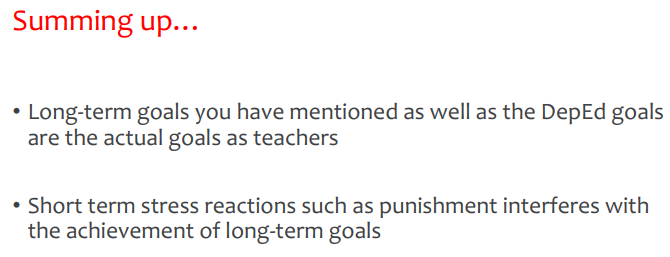 Summing up…
• Long-term goals you have mentioned as well as the DepEd goals
are the actual goals as teachers
• Short term stress reactions such as punishment interferes with
the achievement of long-term goals